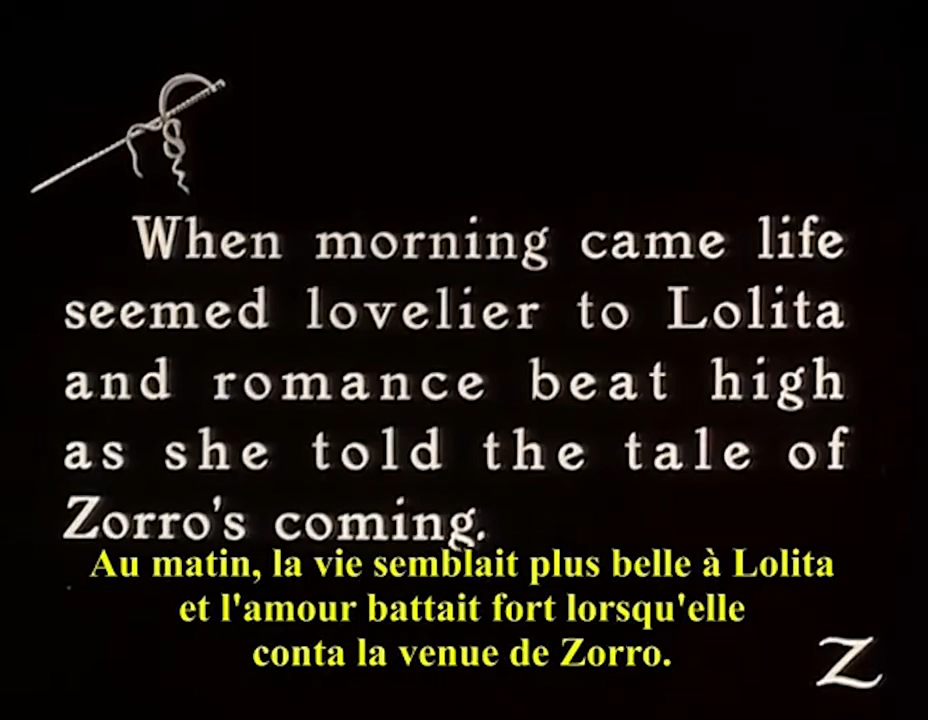 When morning came life
seemed lovelier to Lolita
and romance beat high
as she told the tale of
Zorro's coming.
Au matin, la vie semblait plus belle à Lolita
et l'amour battait fort lorsqu'elle
conta la venue de Zorro.
Z